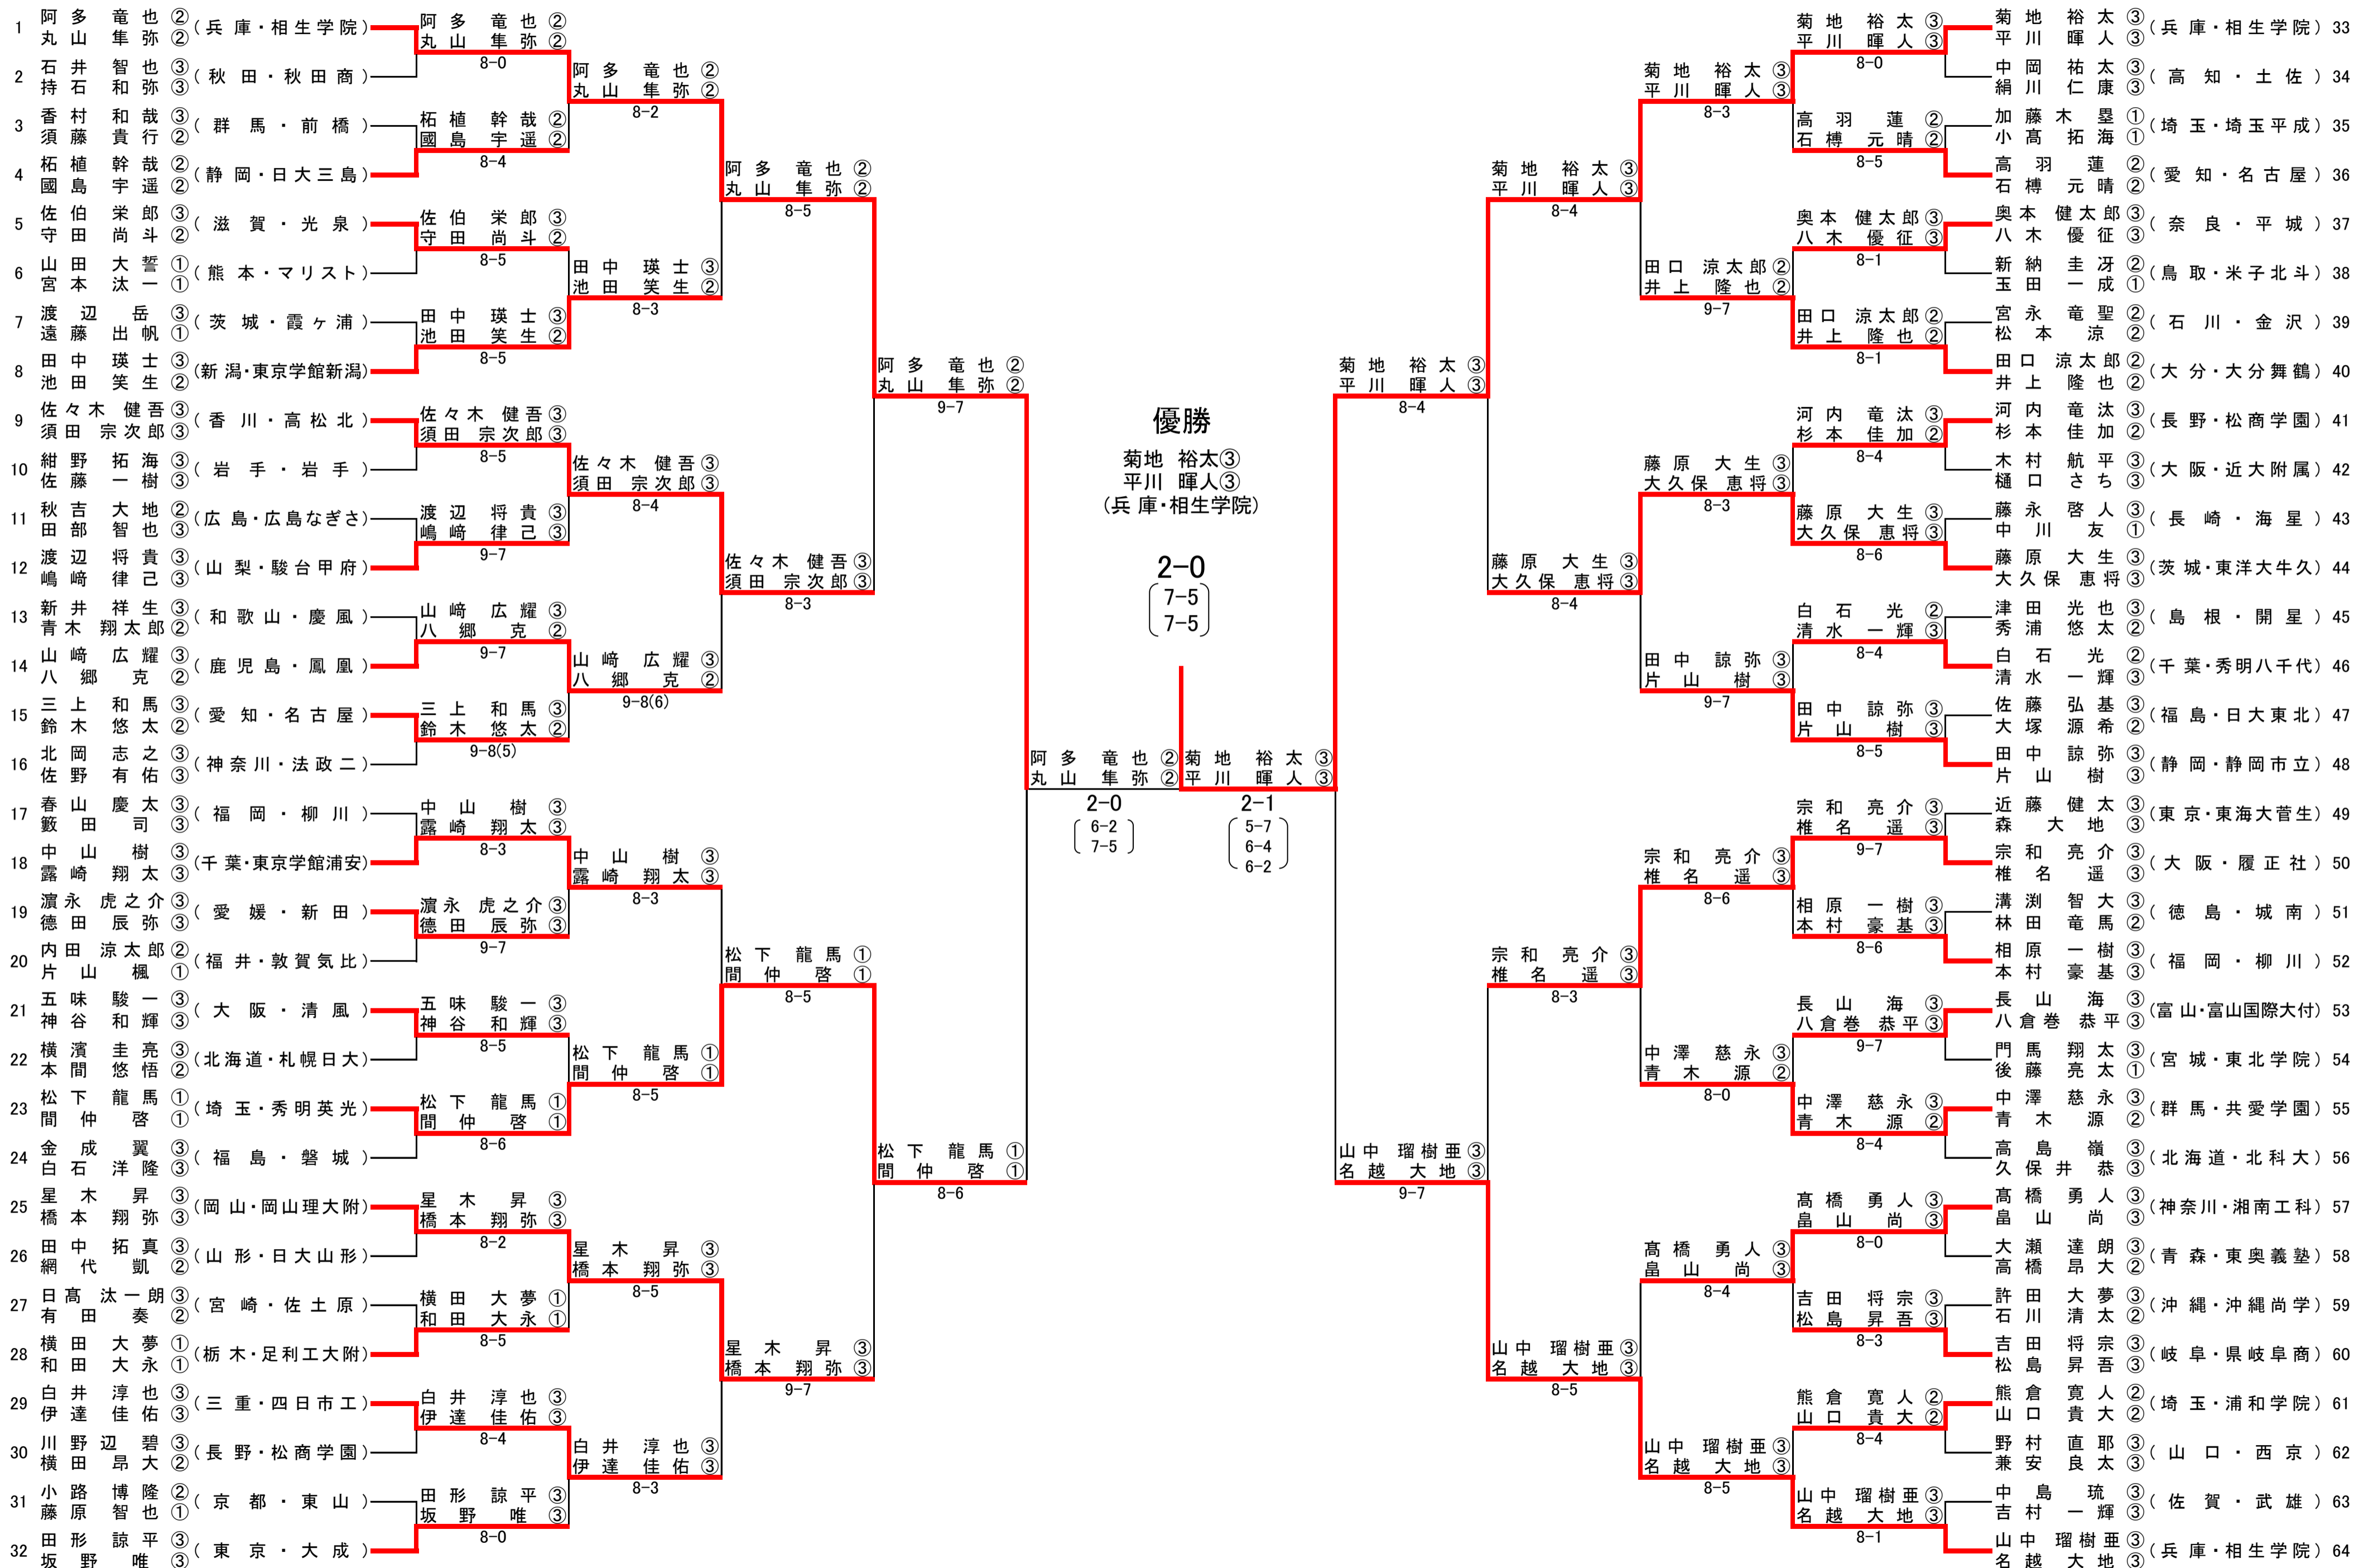 1 阿多 竜也② 丸山 隼弥② (兵庫・相生学院)
2 石井 智也③ 持石 和弥③ (秋田・秋田商)
3 香村 和哉③ 須藤 貴行② (群馬・前橋)
4 柘植 幹哉② 國島 宇遥② (静岡・日大三島)
5 佐伯 栄郎③ 守田 尚斗② (滋賀・光泉)
6 山田 大誓① 宮本 汰一① (熊本・マリスト)
7 渡辺 岳③ 遠藤 出帆① (茨城・霞ヶ浦)
8 田中 瑛士③ 池田 笑生② (新潟・東京学館新潟)
9 佐々木 健吾③ 須田 宗次郎③ (香川・高松北)
10 紺野 拓海③ 佐藤 一樹③ (岩手・岩手)
11 秋吉 大地② 田部 智也③ (広島・広島なぎさ)
12 渡辺 将貴③ 嶋﨑 律己③ (山梨・駿台甲府)
13 新井 祥生③ 青木 翔太郎② (和歌山・慶風)
14 山﨑 広耀③ 八郷 克② (鹿児島・鳳凰)
15 三上 和馬③ 鈴木 悠太② (愛知・名古屋)
16 北岡 志之③ 佐野 有佑③ (神奈川・法政二)
17 春山 慶太③ 籔田 司③ (福岡・柳川)
18 中山 樹③ 露崎 翔太③ (千葉・東京学館浦安)
19 濵永 虎之介③ 德田 辰弥③ (愛媛・新田)
20 内田 涼太郎② 片山 楓① (福井・敦賀気比)
21 五味 駿一③ 神谷 和輝③ (大阪・清風)
22 横濱 圭亮③ 本間 悠悟② (北海道・札幌日大)
23 松下 龍馬① 間仲 啓① (埼玉・秀明英光)
24 金成 翼③ 白石 洋隆③ (福島・磐城)
25 星木 昇③ 橋本 翔弥③ (岡山・岡山理大附)
26 田中 拓真③ 網代 凱② (山形・日大山形)
27 日髙 汰一朗③ 有田 奏② (宮崎・佐土原)
28 横田 大夢① 和田 大永① (栃木・足利工大附)
29 白井 淳也③ 伊達 佳佑③ (三重・四日市工)
30 川野辺 碧③ 横田 昂大② (長野・松商学園)
31 小路 博隆② 藤原 智也① (京都・東山)
32 田形 諒平③ 坂野 唯③ (東京・大成)
阿多 竜也② 丸山 隼弥② 8-0
柘植 幹哉② 國島 宇遥② 8-4
佐伯 栄郎③ 守田 尚斗② 8-5
田中 瑛士③ 池田 笑生② 8-5
佐々木 健吾③ 須田 宗次郎③ 8-5
渡辺 将貴③ 嶋﨑 律己③ 9-7
山﨑 広耀③ 八郷 克② 9-7
三上 和馬③ 鈴木 悠太② 9-8(5)
中山 樹③ 露崎 翔太③ 8-3
濵永 虎之介③ 德田 辰弥③ 9-7
五味 駿一③ 神谷 和輝③ 8-5
松下 龍馬① 間仲 啓① 8-6
星木 昇③ 橋本 翔弥③ 8-2
横田 大夢① 和田 大永① 8-5
白井 淳也③ 伊達 佳佑③ 8-4
田形 諒平③ 坂野 唯③ 8-0
阿多 竜也② 丸山 隼弥② 8-2
田中 瑛士③ 池田 笑生② 8-3
佐々木 健吾③ 須田 宗次郎③ 8-4
山﨑 広耀③ 八郷 克② 9-8(6)
中山 樹③ 露崎 翔太③ 8-3
松下 龍馬① 間仲 啓① 8-5
星木 昇③ 橋本 翔弥③ 8-5
白井 淳也③ 伊達 佳佑③ 8-3
阿多 竜也② 丸山 隼弥② 8-5
佐々木 健吾③ 須田 宗次郎③ 8-3
松下 龍馬① 間仲 啓① 8-5
星木 昇③ 橋本 翔弥③ 9-7
阿多 竜也② 丸山 隼弥② 9-7
松下 龍馬① 間仲 啓① 8-6
阿多 竜也② 丸山 隼弥② 2-0
6-2
7-5
優勝
菊地 裕太③
平川 暉人③
(兵庫・相生学院)
2-0
7-5
7-5
菊地 裕太③ 平川 暉人③ 2-1
5-7
6-4
6-2
菊地 裕太③ 平川 暉人③ 8-4
山中 瑠樹亜③ 名越 大地③ 9-7
菊地 裕太③ 平川 暉人③ 8-4
藤原 大生③ 大久保 恵将③ 8-4
宗和 亮介③ 椎名 遥③ 8-3
山中 瑠樹亜③ 名越 大地③ 8-5
菊地 裕太③ 平川 暉人③ 8-3
田口 涼太郎② 井上 隆也② 9-7
藤原 大生③ 大久保 恵将③ 8-3
田中 諒弥③ 片山 樹③ 9-7
宗和 亮介③ 椎名 遥③ 8-6
中澤 慈永③ 青木 源② 8-0
髙橋 勇人③ 畠山 尚③ 8-4
山中 瑠樹亜③ 名越 大地③ 8-5
菊地 裕太③ 平川 暉人③ 8-0
高羽 蓮② 石榑 元晴② 8-5
奥本 健太郎③ 八木 優征③ 8-1
田口 涼太郎② 井上 隆也② 8-1
河内 竜汰③ 杉本 佳加② 8-4
藤原 大生③ 大久保 恵将③ 8-6
白石 光② 清水 一輝③ 8-4
田中 諒弥③ 片山 樹③ 8-5
宗和 亮介③ 椎名 遥③ 9-7
相原 一樹③ 本村 豪基③ 8-6
長山 海③ 八倉巻 恭平③ 9-7
中澤 慈永③ 青木 源② 8-4
髙橋 勇人③ 畠山 尚③ 8-0
吉田 将宗③ 松島 昇吾③ 8-3
熊倉 寛人② 山口 貴大② 8-4
山中 瑠樹亜③ 名越 大地③ 8-1
菊地 裕太③ 平川 暉人③ (兵庫・相生学院) 33
中岡 祐太③ 絹川 仁康③ (高知・土佐) 34
加藤木 塁① 小髙 拓海① (埼玉・埼玉平成) 35
高羽 蓮② 石榑 元晴② (愛知・名古屋) 36
奥本 健太郎③ 八木 優征③ (奈良・平城) 37
新納 圭冴② 玉田 一成① (鳥取・米子北斗) 38
宮永 竜聖② 松本 涼② (石川・金沢) 39
田口 涼太郎② 井上 隆也② (大分・大分舞鶴) 40
河内 竜汰③ 杉本 佳加② (長野・松商学園) 41
木村 航平③ 樋口 さち③ (大阪・近大附属) 42
藤永 啓人③ 中川 友① (長崎・海星) 43
藤原 大生③ 大久保 恵将③ (茨城・東洋大牛久) 44
津田 光也③ 秀浦 悠太② (島根・開星) 45
白石 光② 清水 一輝③ (千葉・秀明八千代) 46
佐藤 弘基③ 大塚 源希② (福島・日大東北) 47
田中 諒弥③ 片山 樹③ (静岡・静岡市立) 48
近藤 健太③ 森 大地③ (東京・東海大菅生) 49
宗和 亮介③ 椎名 遥③ (大阪・履正社) 50
溝渕 智大③ 林田 竜馬② (徳島・城南) 51
相原 一樹③ 本村 豪基③ (福岡・柳川) 52
長山 海③ 八倉巻 恭平③ (富山・富山国際大付) 53
門馬 翔太③ 後藤 亮太① (宮城・東北学院) 54
中澤 慈永③ 青木 源② (群馬・共愛学園) 55
高島 嶺③ 久保井 恭③ (北海道・北科大) 56
髙橋 勇人③ 畠山 尚③ (神奈川・湘南工科) 57
大瀬 達朗③ 高橋 昂大② (青森・東奥義塾) 58
許田 大夢③ 石川 清太② (沖縄・沖縄尚学) 59
吉田 将宗③ 松島 昇吾③ (岐阜・県岐阜商) 60
熊倉 寛人② 山口 貴大② (埼玉・浦和学院) 61
野村 直耶③ 兼安 良太③ (山口・西京) 62
中島 琉③ 吉村 一輝③ (佐賀・武雄) 63
山中 瑠樹亜③ 名越 大地③ (兵庫・相生学院) 64